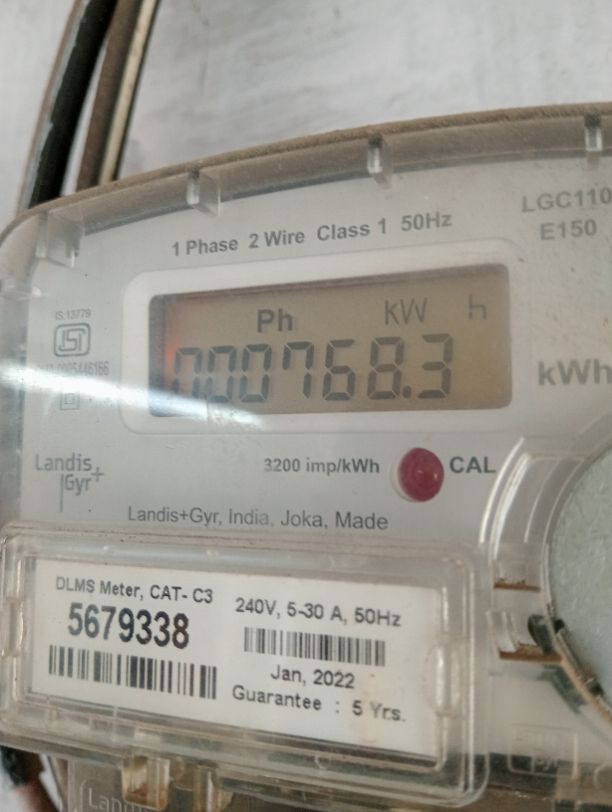 LGC110
E150
1 Phase 2 Wire Class 1 50Hz
IS:13779
Ph KW h
000768.3
kWh
3200 imp/kWh CAL
Landis
Gyr+
Landis+Gyr, India, Joka, Made
DLMS Meter, CAT- C3
5679338
240V, 5-30 A, 50Hz
Jan, 2022
Guarantee : 5 Yrs.
Landi